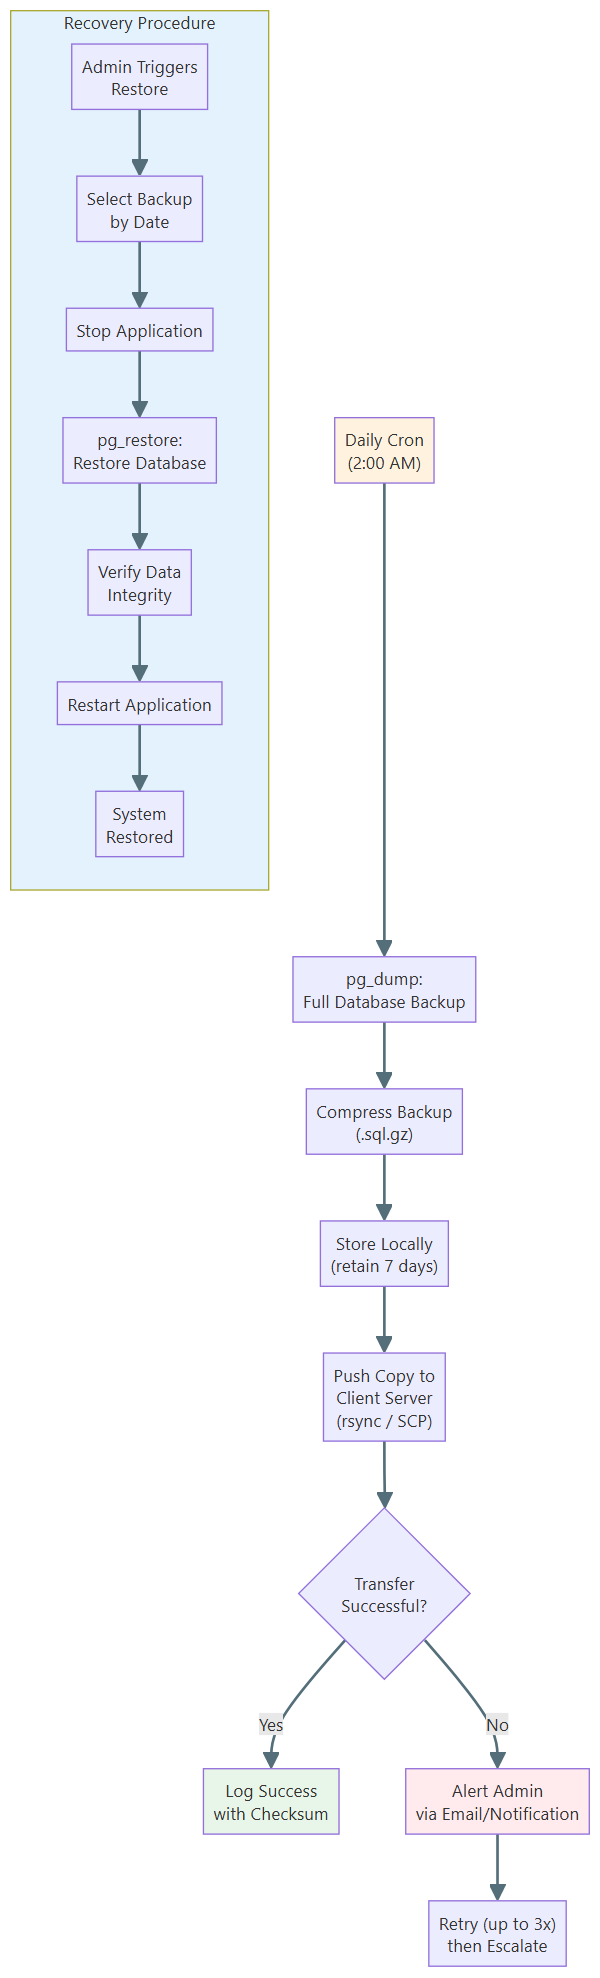 Recovery Procedure
Admin Triggers
Restore
Select Backup
by Date
Stop Application
pg_restore:
Restore Database
Verify Data
Integrity
Restart Application
System
Restored
Daily Cron
(2:00 AM)
pg_dump:
Full Database Backup
Compress Backup
(.sql.gz)
Store Locally
(retain 7 days)
Push Copy to
Client Server
(rsync / SCP)
Transfer
Successful?
Yes
No
Log Success
with Checksum
Alert Admin
via Email/Notification
Retry (up to 3x)
then Escalate